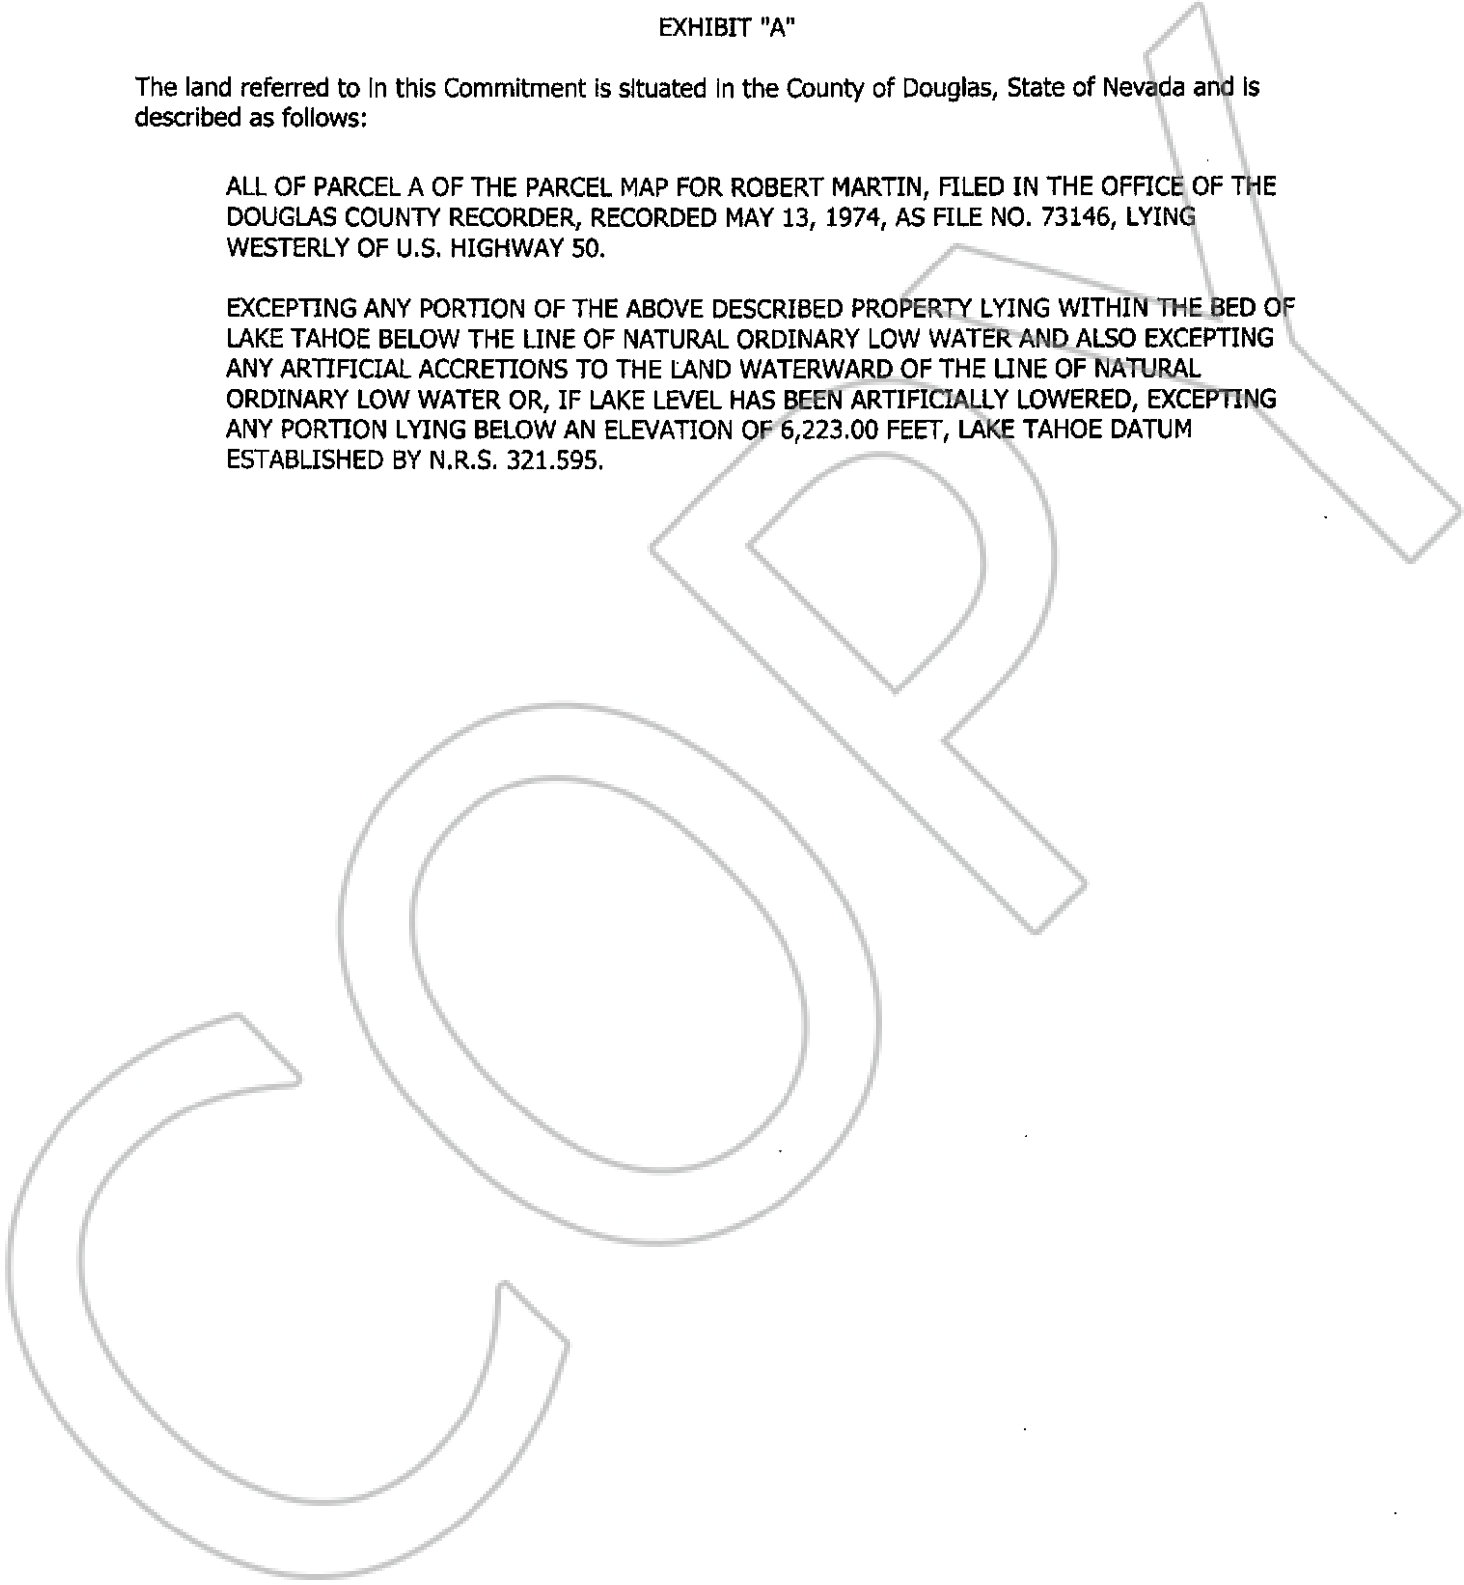 EXHIBIT "A"
The land referred to in this Commitment is situated in the County of Douglas, State of Nevada and is
described as follows:
ALL OF PARCEL A OF THE PARCEL MAP FOR ROBERT MARTIN, FILED IN THE OFFICE OF THE
DOUGLAS COUNTY RECORDER, RECORDED MAY 13, 1974, AS FILE NO. 73146, LYING
WESTERLY OF U.S. HIGHWAY 50.
EXCEPTING ANY PORTION OF THE ABOVE DESCRIBED PROPERTY LYING WITHIN THE BED OF
LAKE TAHOE BELOW THE LINE OF NATURAL ORDINARY LOW WATER AND ALSO EXCEPTING
ANY ARTIFICIAL ACCRETIONS TO THE LAND WATERWARD OF THE LINE OF NATURAL
ORDINARY LOW WATER OR, IF LAKE LEVEL HAS BEEN ARTIFICIALLY LOWERED, EXCEPTING
ANY PORTION LYING BELOW AN ELEVATION OF 6,223.00 FEET, LAKE TAHOE DATUM
ESTABLISHED BY N.R.S. 321.595.
COPY